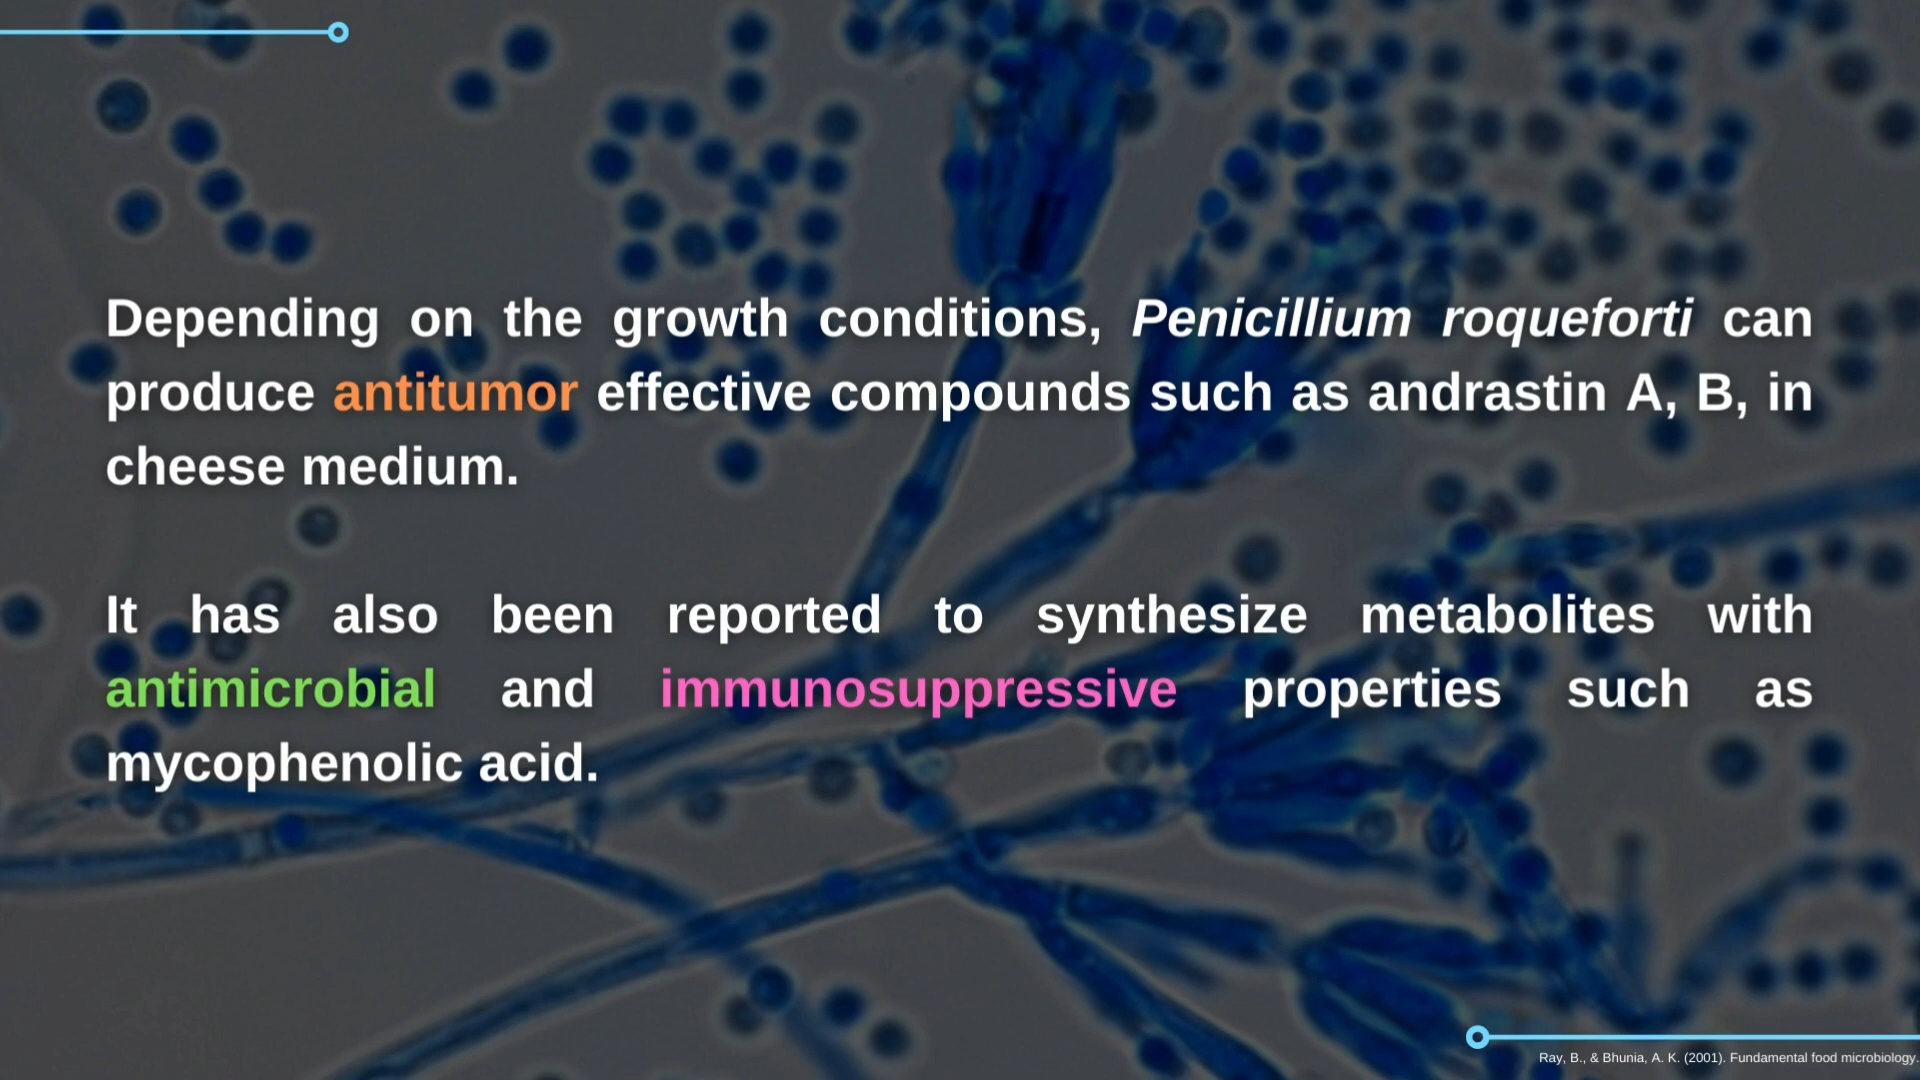 Depending on the growth conditions, Penicillium roqueforti can
produce antitumor effective compounds such as andrastin A, B, in
cheese medium.
It has also been reported to synthesize metabolites with
antimicrobial and immunosuppressive properties such as
mycophenolic acid.
Ray, B., & Bhunia, A. K. (2001). Fundamental food microbiology.